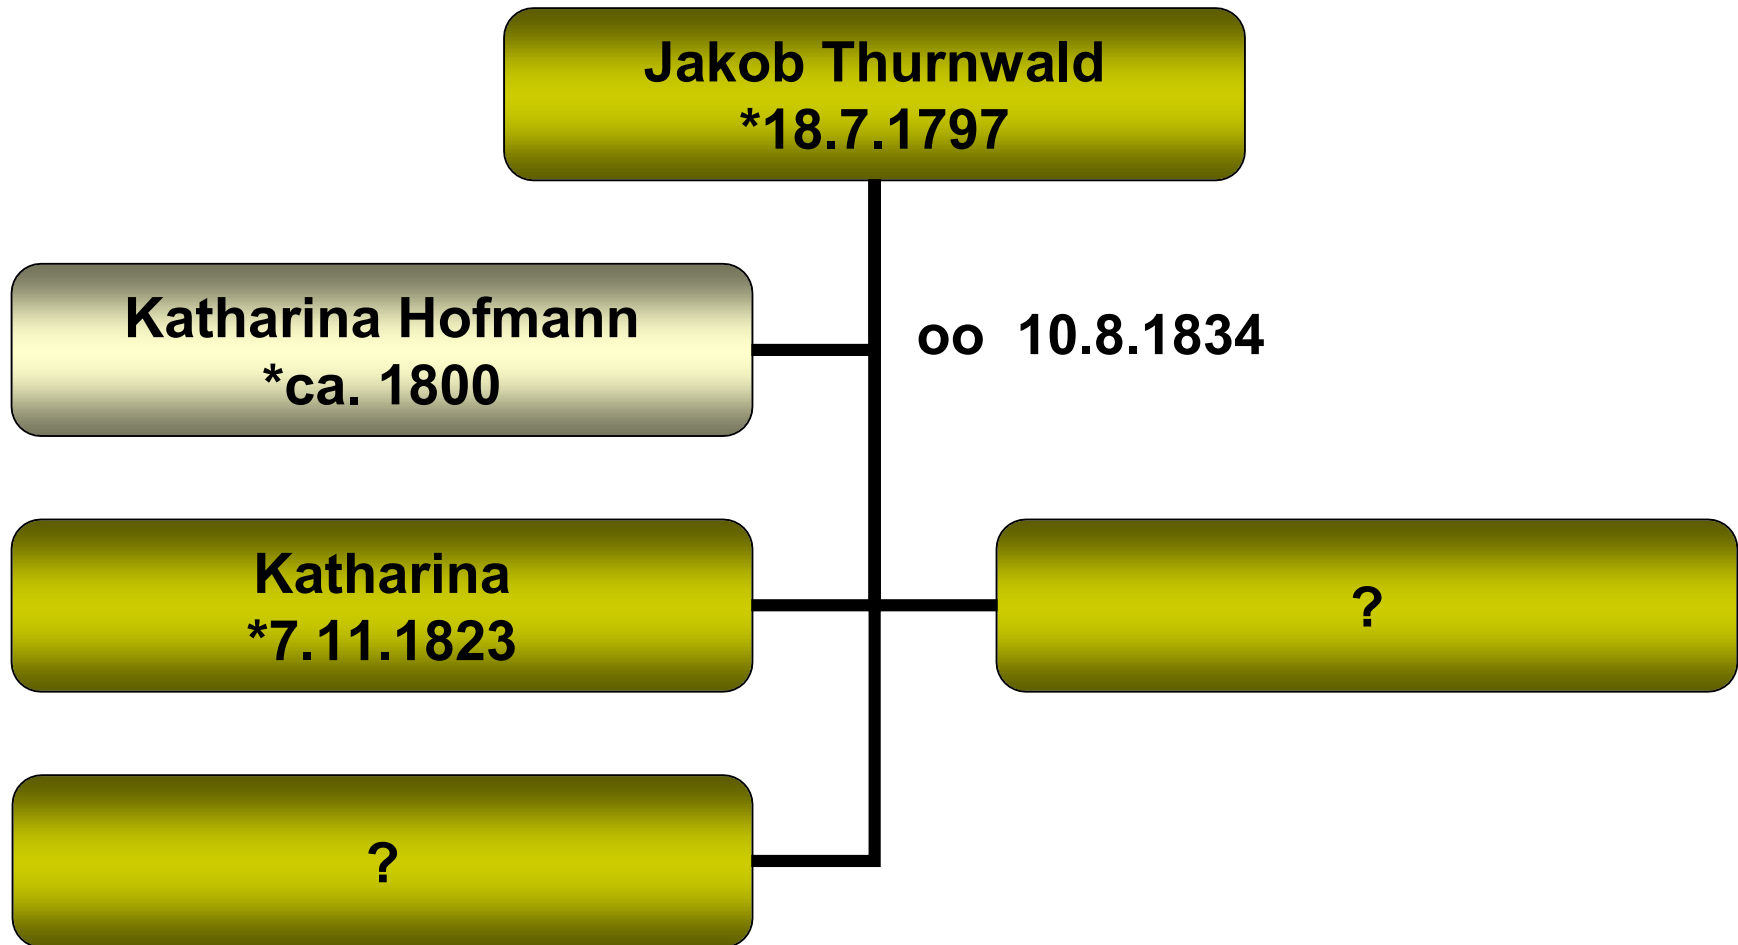 Jakob Thurnwald
*18.7.1797
Katharina Hofmann
*ca. 1800
oo 10.8.1834
Katharina
*7.11.1823
?
?